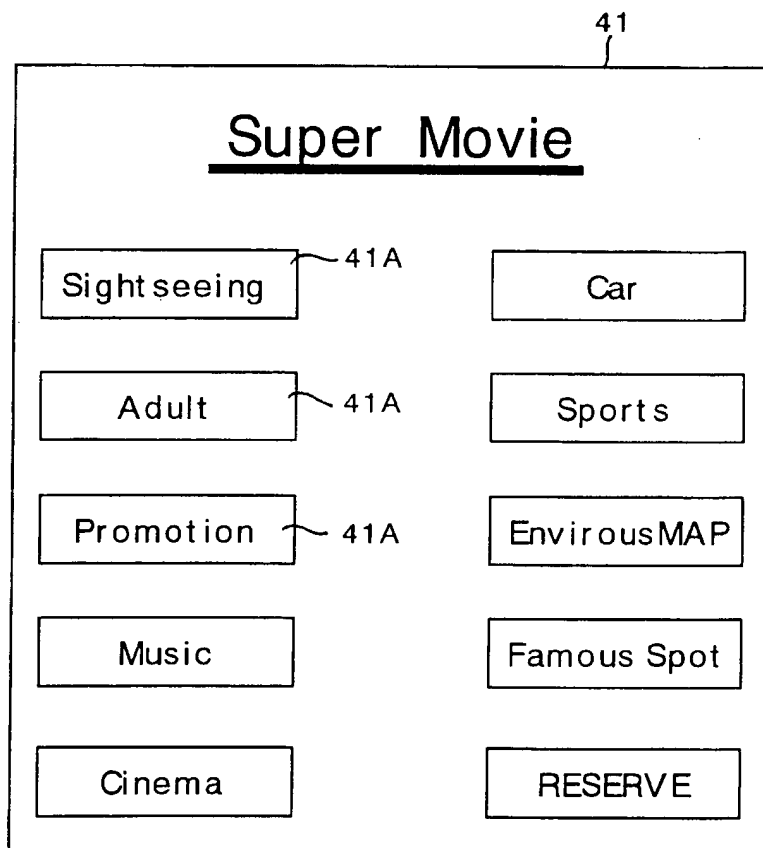 41
Super Movie
Sightseeing 41A Car
Adult 41A Sports
Promotion 41A EnvirousMAP
Music Famous Spot
Cinema RESERVE